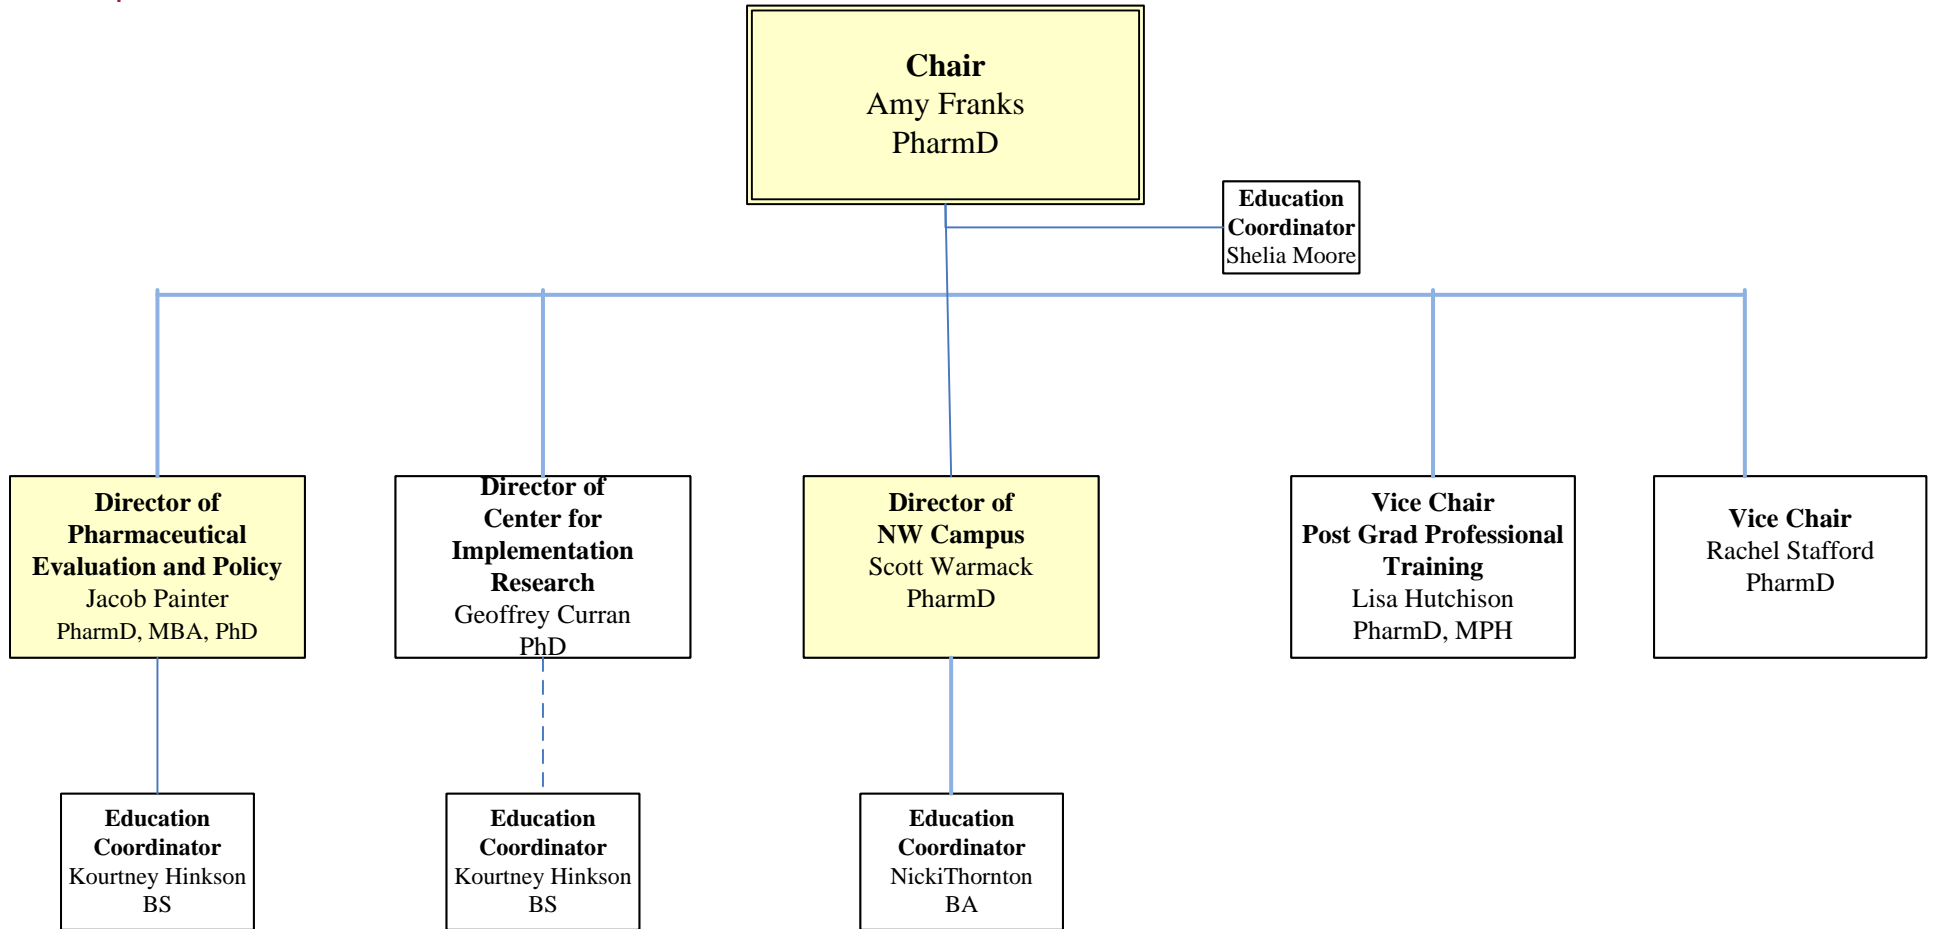 Chair
Amy Franks
PharmD
Education
Coordinator
Shelia Moore
Director of
Pharmaceutical
Evaluation and Policy
Jacob Painter
PharmD, MBA, PhD
Director of
Center for
Implementation
Research
Geoffrey Curran
PhD
Director of
NW Campus
Scott Warmack
PharmD
Vice Chair
Post Grad Professional
Training
Lisa Hutchison
PharmD, MPH
Vice Chair
Rachel Stafford
PharmD
Education
Coordinator
Kourtney Hinkson
BS
Education
Coordinator
Kourtney Hinkson
BS
Education
Coordinator
NickiThornton
BA